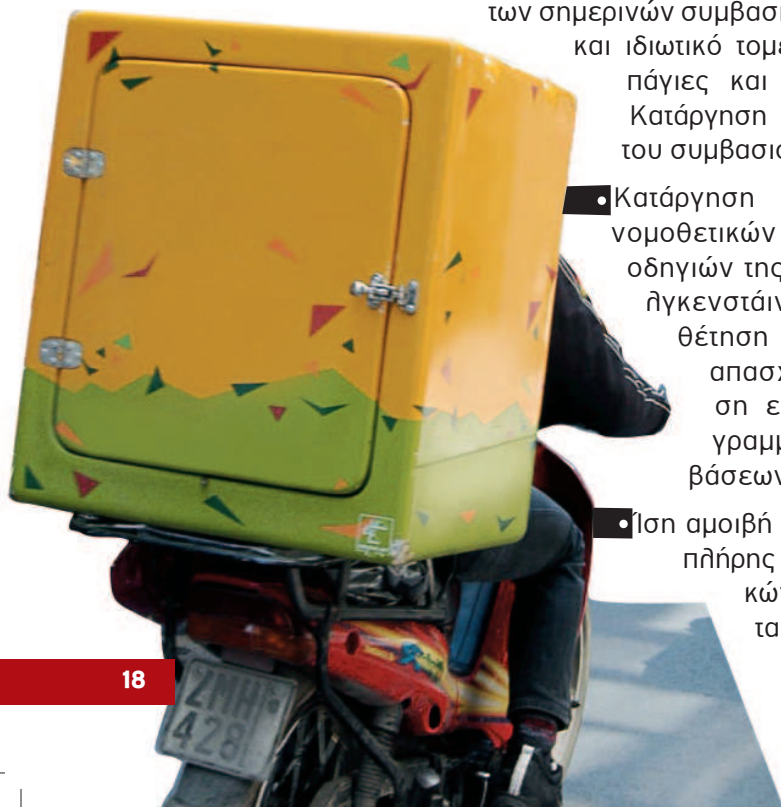 των σημερινών συμβασι
και ιδιωτικό τομε
πάγιες και
Κατάργηση
του συμβασιο
• Κατάργηση
νομοθετικών
οδηγιών της
λγκενστάιν
θέτηση
απασχ
ση ε
γραμμ
βάσεων
• Ίση αμοιβή
πλήρης
κών
τα
18
ZMH
428